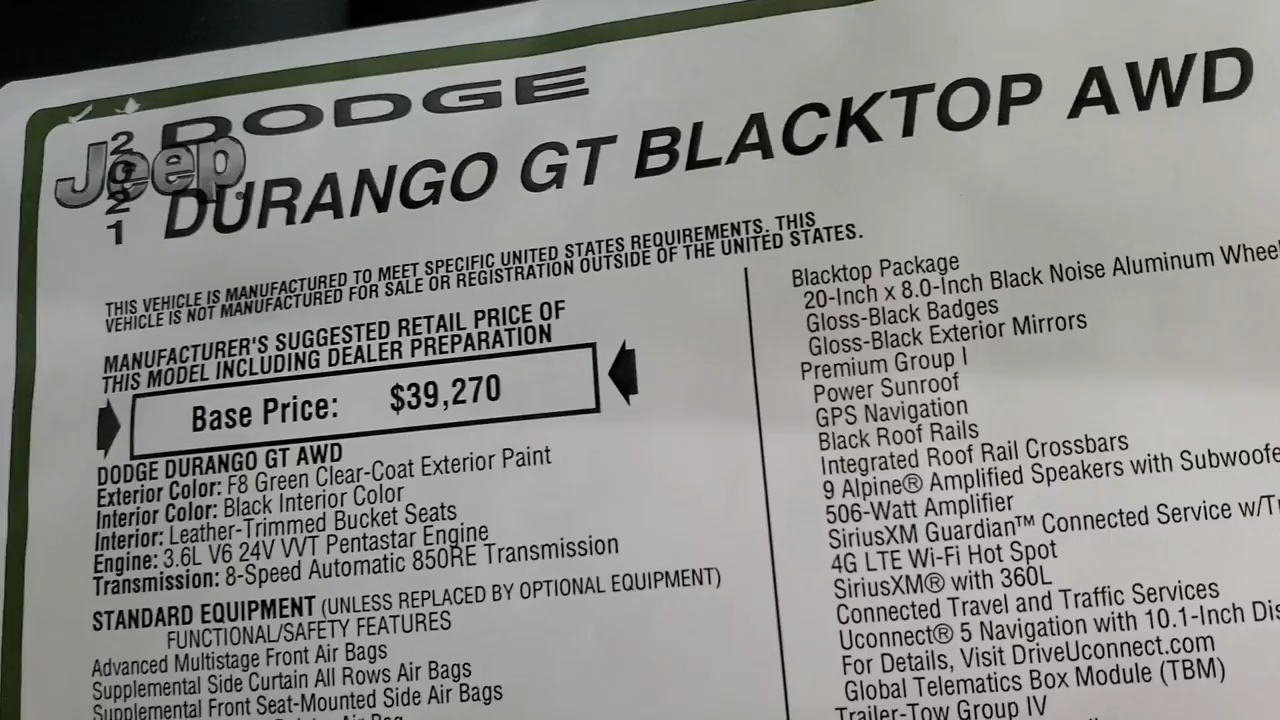 DODGE
Jeep
2021
DURANGO GT BLACKTOP AWD
THIS VEHICLE IS MANUFACTURED TO MEET SPECIFIC UNITED STATES REQUIREMENTS. THIS
VEHICLE IS NOT MANUFACTURED FOR SALE OR REGISTRATION OUTSIDE OF THE UNITED STATES.
MANUFACTURER'S SUGGESTED RETAIL PRICE OF
THIS MODEL INCLUDING DEALER PREPARATION
Base Price: $39,270
DODGE DURANGO GT AWD
Exterior Color: F8 Green Clear-Coat Exterior Paint
Interior Color: Black Interior Color
Interior: Leather-Trimmed Bucket Seats
Engine: 3.6L V6 24V VVT Pentastar Engine
Transmission: 8-Speed Automatic 850RE Transmission
STANDARD EQUIPMENT (UNLESS REPLACED BY OPTIONAL EQUIPMENT)
FUNCTIONAL/SAFETY FEATURES
Advanced Multistage Front Air Bags
Supplemental Side Curtain All Rows Air Bags
Supplemental Front Seat-Mounted Side Air Bags
Blacktop Package
20-Inch x 8.0-Inch Black Noise Aluminum Whee
Gloss-Black Badges
Gloss-Black Exterior Mirrors
Premium Group I
Power Sunroof
GPS Navigation
Black Roof Rails
Integrated Roof Rail Crossbars
9 Alpine® Amplified Speakers with Subwoofe
506-Watt Amplifier
SiriusXM Guardian™ Connected Service w/T
4G LTE Wi-Fi Hot Spot
SiriusXM® with 360L
Connected Travel and Traffic Services
Uconnect® 5 Navigation with 10.1-Inch Dis
For Details, Visit DriveUconnect.com
Global Telematics Box Module (TBM)
Trailer-Tow Group IV